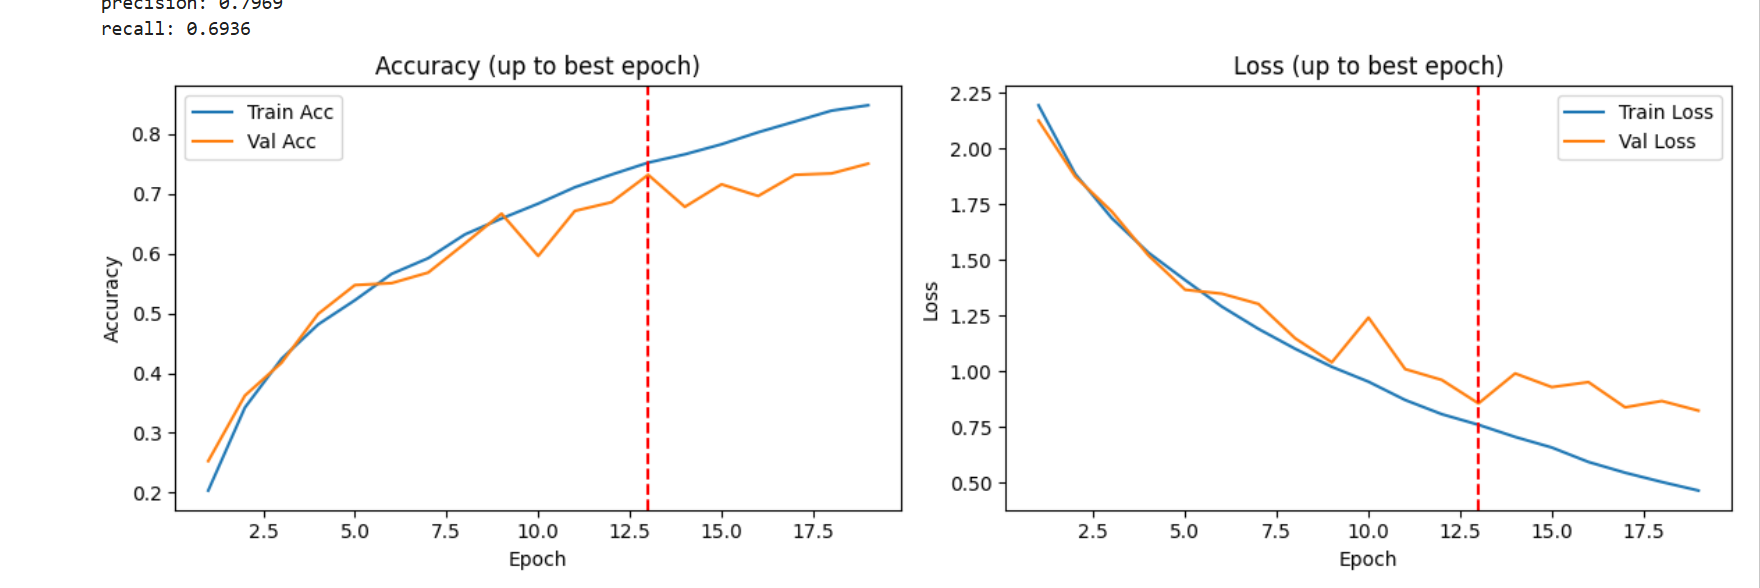 precision: 0.7969
recall: 0.6936
Accuracy (up to best epoch)
Train Acc
Val Acc
0.8
0.7
0.6
0.5
0.4
0.3
0.2
Accuracy
2.5 5.0 7.5 10.0 12.5 15.0 17.5
Epoch
Loss (up to best epoch)
Train Loss
Val Loss
2.25
2.00
1.75
1.50
1.25
1.00
0.75
0.50
Loss
2.5 5.0 7.5 10.0 12.5 15.0 17.5
Epoch